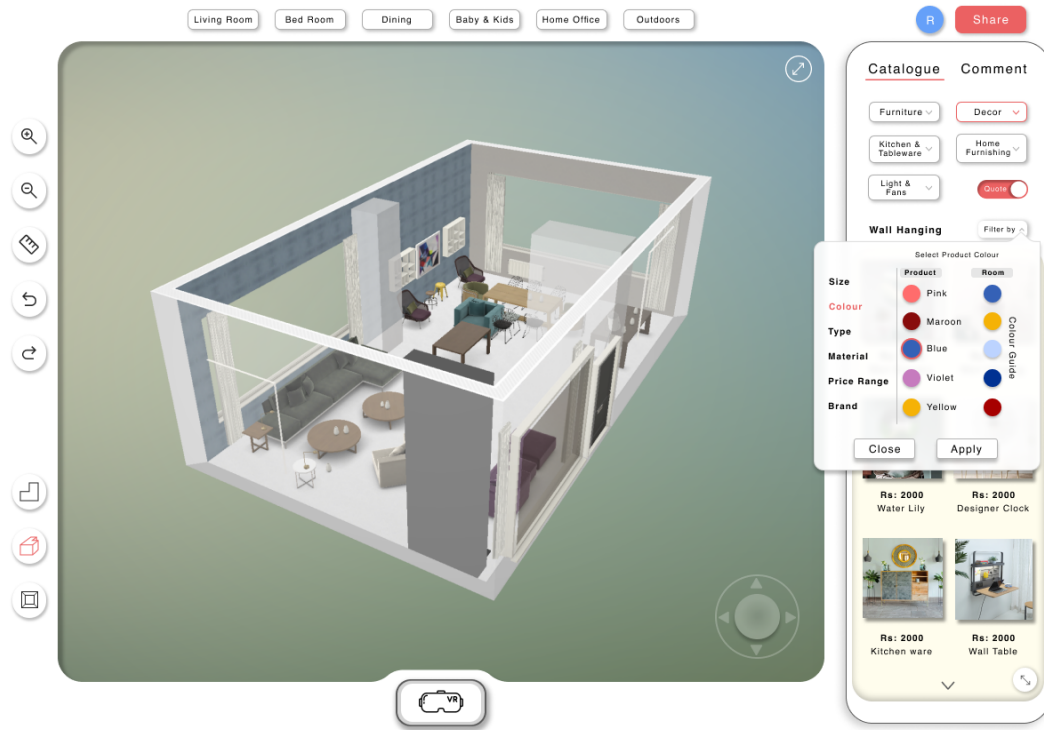 Living Room
Bed Room
Dining
Baby & Kids
Home Office
Outdoors
R
Share
Catalogue
Comment
Furniture
Decor
Kitchen &
Tableware
Home
Furnishing
Light &
Fans
Quote
Wall Hanging
Filter by
Select Product Colour
Size
Colour
Type
Material
Price Range
Brand
Product
Pink
Maroon
Blue
Violet
Yellow
Room
Colour Guide
Close
Apply
Rs: 2000
Water Lily
Rs: 2000
Designer Clock
Rs: 2000
Kitchen ware
Rs: 2000
Wall Table
VR